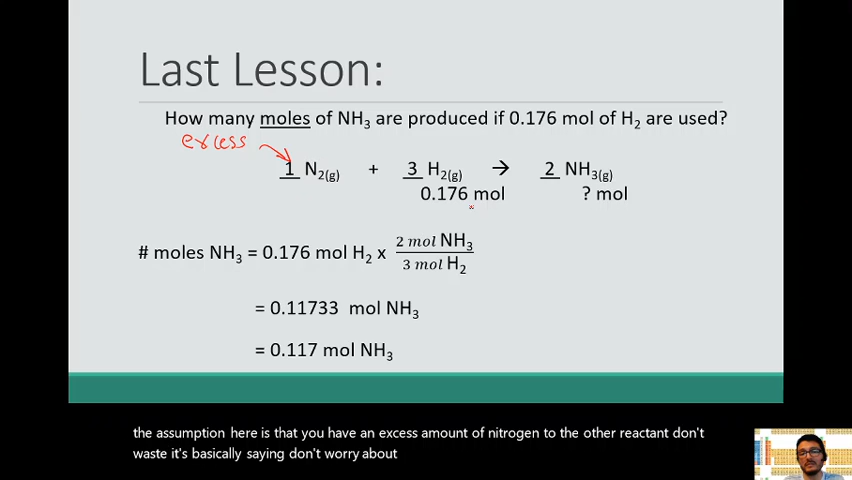 Last Lesson:
How many moles of NH3 are produced if 0.176 mol of H2 are used?
excess
1 N2(g) + 3 H2(g) → 2 NH3(g)
0.176 mol ? mol
# moles NH3 = 0.176 mol H2 x 2 mol NH3 / 3 mol H2
= 0.11733 mol NH3
= 0.117 mol NH3
the assumption here is that you have an excess amount of nitrogen to the other reactant don't
waste it's basically saying don't worry about